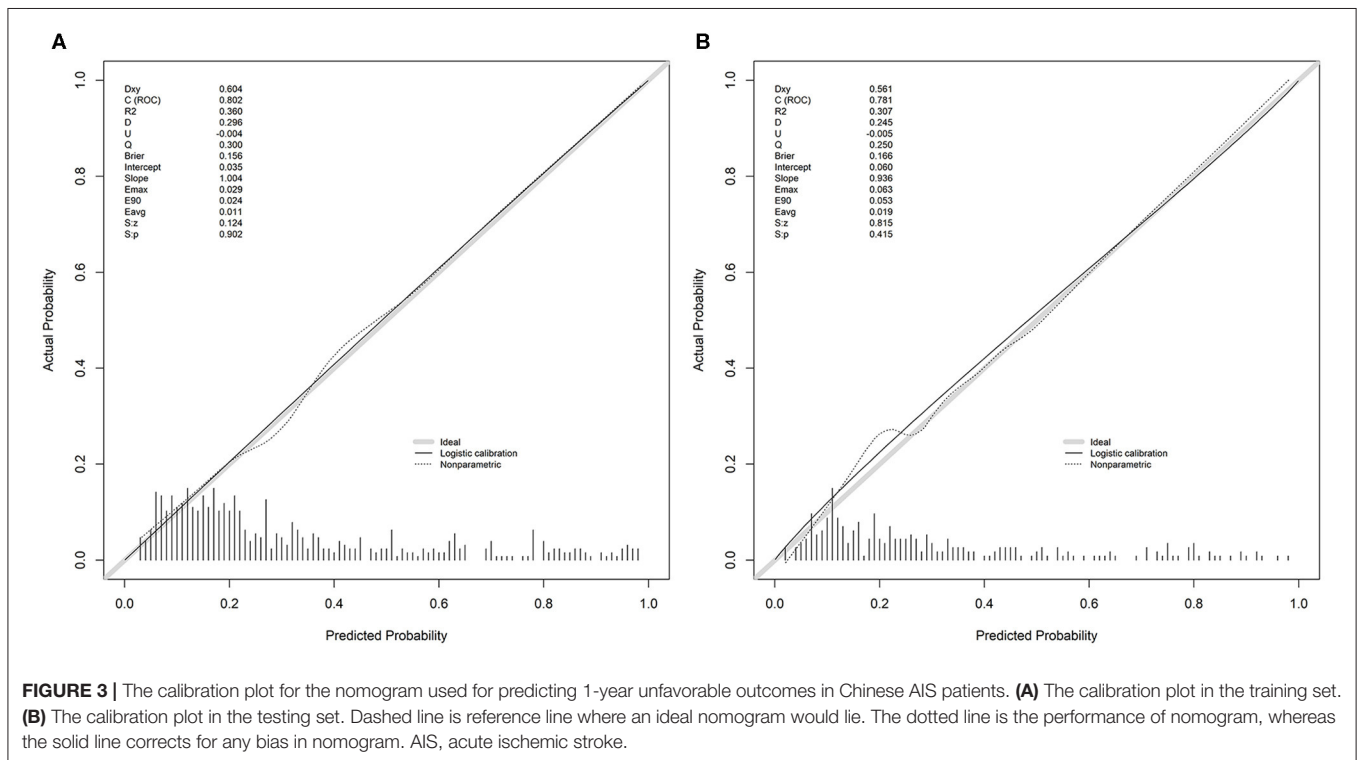 A
Dxy 0.604
C (ROC) 0.802
R2 0.360
D 0.296
U -0.004
Q 0.300
Brier 0.156
Intercept 0.035
Slope 1.004
Emax 0.029
E90 0.024
Eavg 0.011
S:z 0.124
S:p 0.902
Actual Probability
1.0
0.8
0.6
0.4
0.2
0.0
Ideal
Logistic calibration
Nonparametric
0.0 0.2 0.4 0.6 0.8 1.0
Predicted Probability
B
Dxy 0.561
C (ROC) 0.781
R2 0.307
D 0.245
U -0.005
Q 0.250
Brier 0.166
Intercept 0.060
Slope 0.936
Emax 0.063
E90 0.053
Eavg 0.019
S:z 0.815
S:p 0.415
Actual Probability
1.0
0.8
0.6
0.4
0.2
0.0
Ideal
Logistic calibration
Nonparametric
0.0 0.2 0.4 0.6 0.8 1.0
Predicted Probability
FIGURE 3 | The calibration plot for the nomogram used for predicting 1-year unfavorable outcomes in Chinese AIS patients. (A) The calibration plot in the training set.
(B) The calibration plot in the testing set. Dashed line is reference line where an ideal nomogram would lie. The dotted line is the performance of nomogram, whereas
the solid line corrects for any bias in nomogram. AIS, acute ischemic stroke.